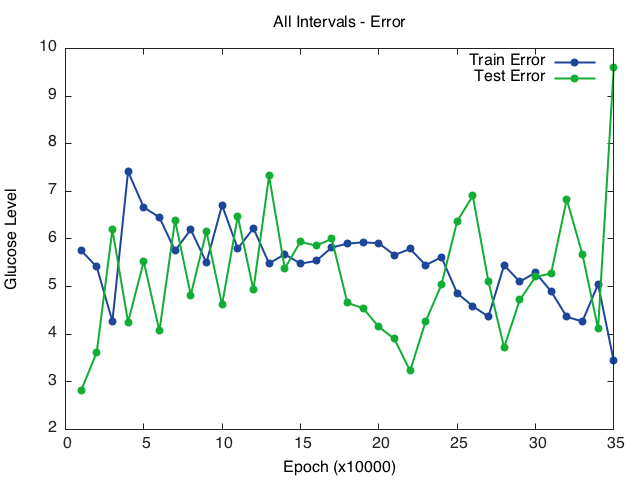 All Intervals - Error
Train Error
Test Error
10
9
8
7
6
5
4
3
2
Glucose Level
0 5 10 15 20 25 30 35
Epoch (x10000)